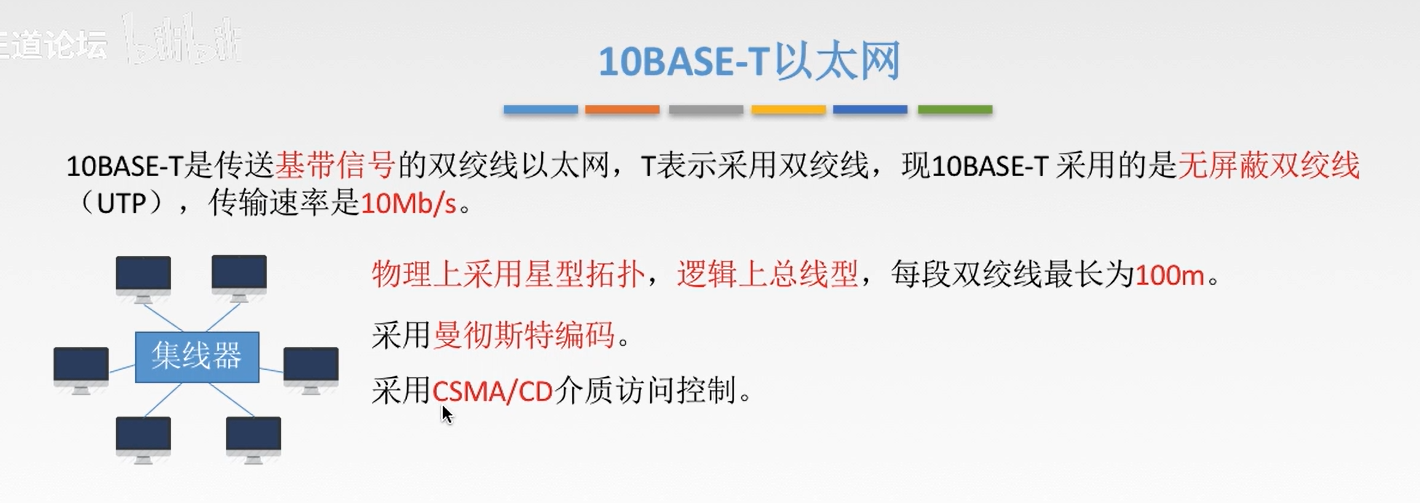 王道论坛 bilibili
10BASE-T以太网
10BASE-T是传送基带信号的双绞线以太网，T表示采用双绞线，现10BASE-T 采用的是无屏蔽双绞线
（UTP），传输速率是10Mb/s。
物理上采用星型拓扑，逻辑上总线型，每段双绞线最长为100m。
采用曼彻斯特编码。
集线器
采用CSMA/CD介质访问控制。